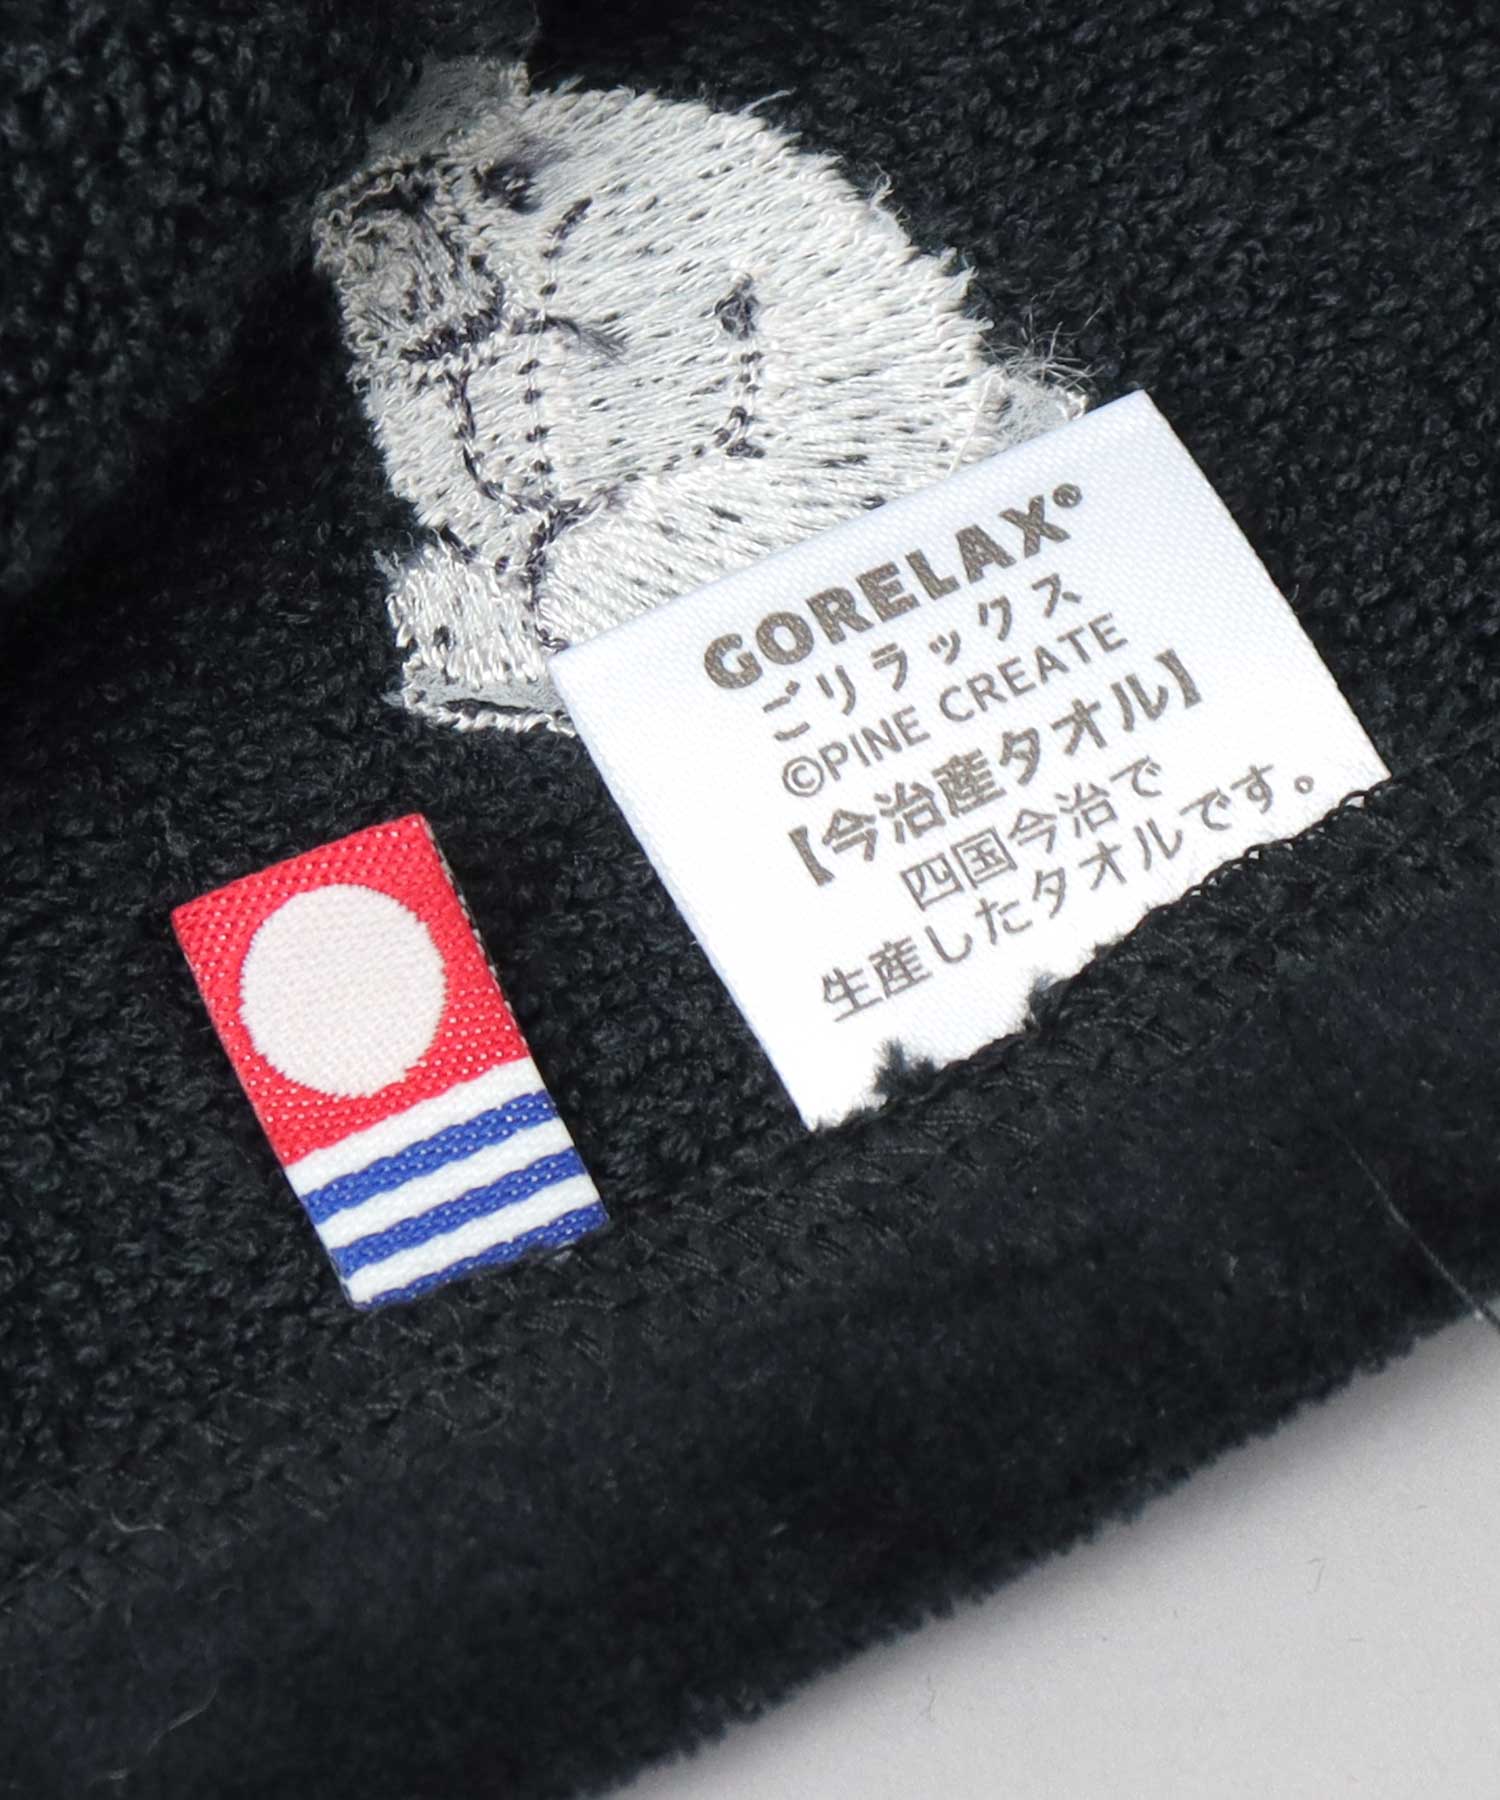 GORELAX®
ごリラックス
©PINE CREATE
【今治産タオル】
四国今治で
生産したタオルです。